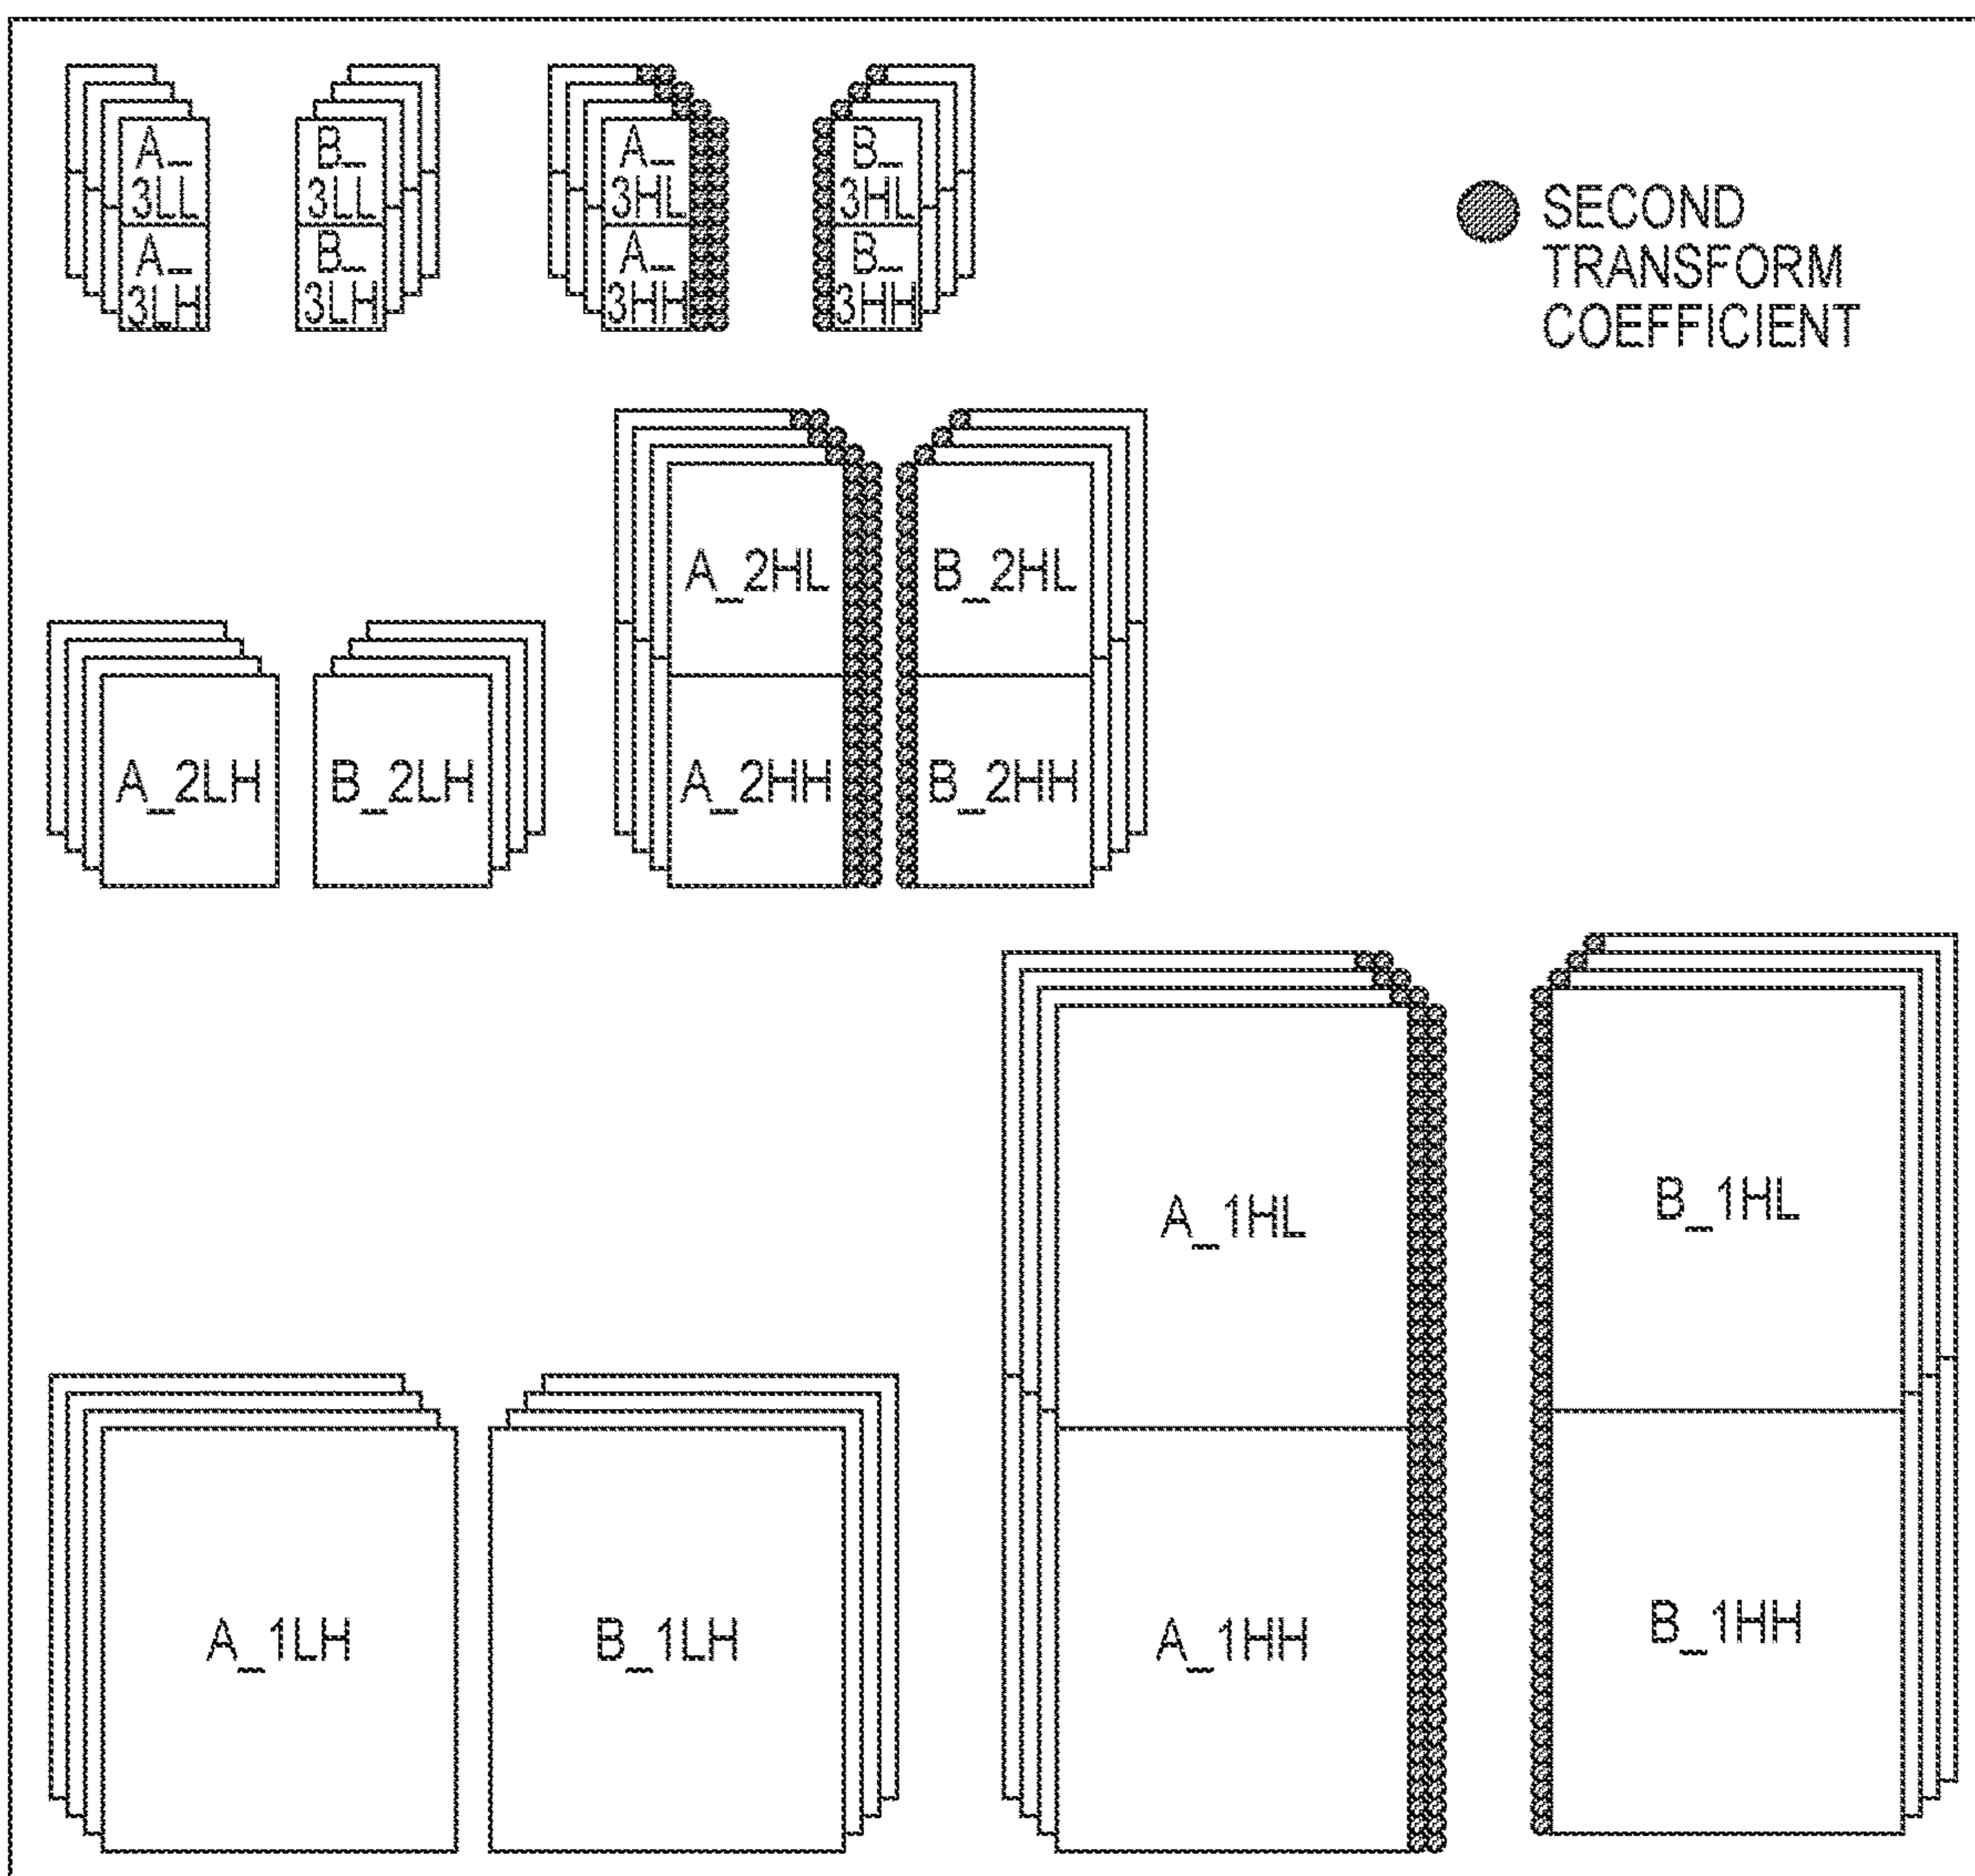 A_
3LL
A_
3LH
B_
3LL
B_
3LH
A_
3HL
A_
3HH
B_
3HL
B_
3HH
SECOND
TRANSFORM
COEFFICIENT
A_2HL
B_2HL
A_2LH
B_2LH
A_2HH
B_2HH
A_1HL
B_1HL
A_1LH
B_1LH
A_1HH
B_1HH